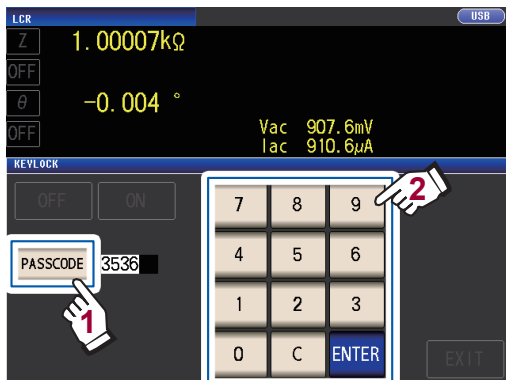 LCR
USB
Z 1.00007kΩ
OFF
θ -0.004 °
OFF
Vac 907.6mV
Iac 910.6μA
KEYLOCK
OFF ON
7 8 9
2
PASSCODE 3536
4 5 6
1
1 2 3
0 C ENTER
EXIT